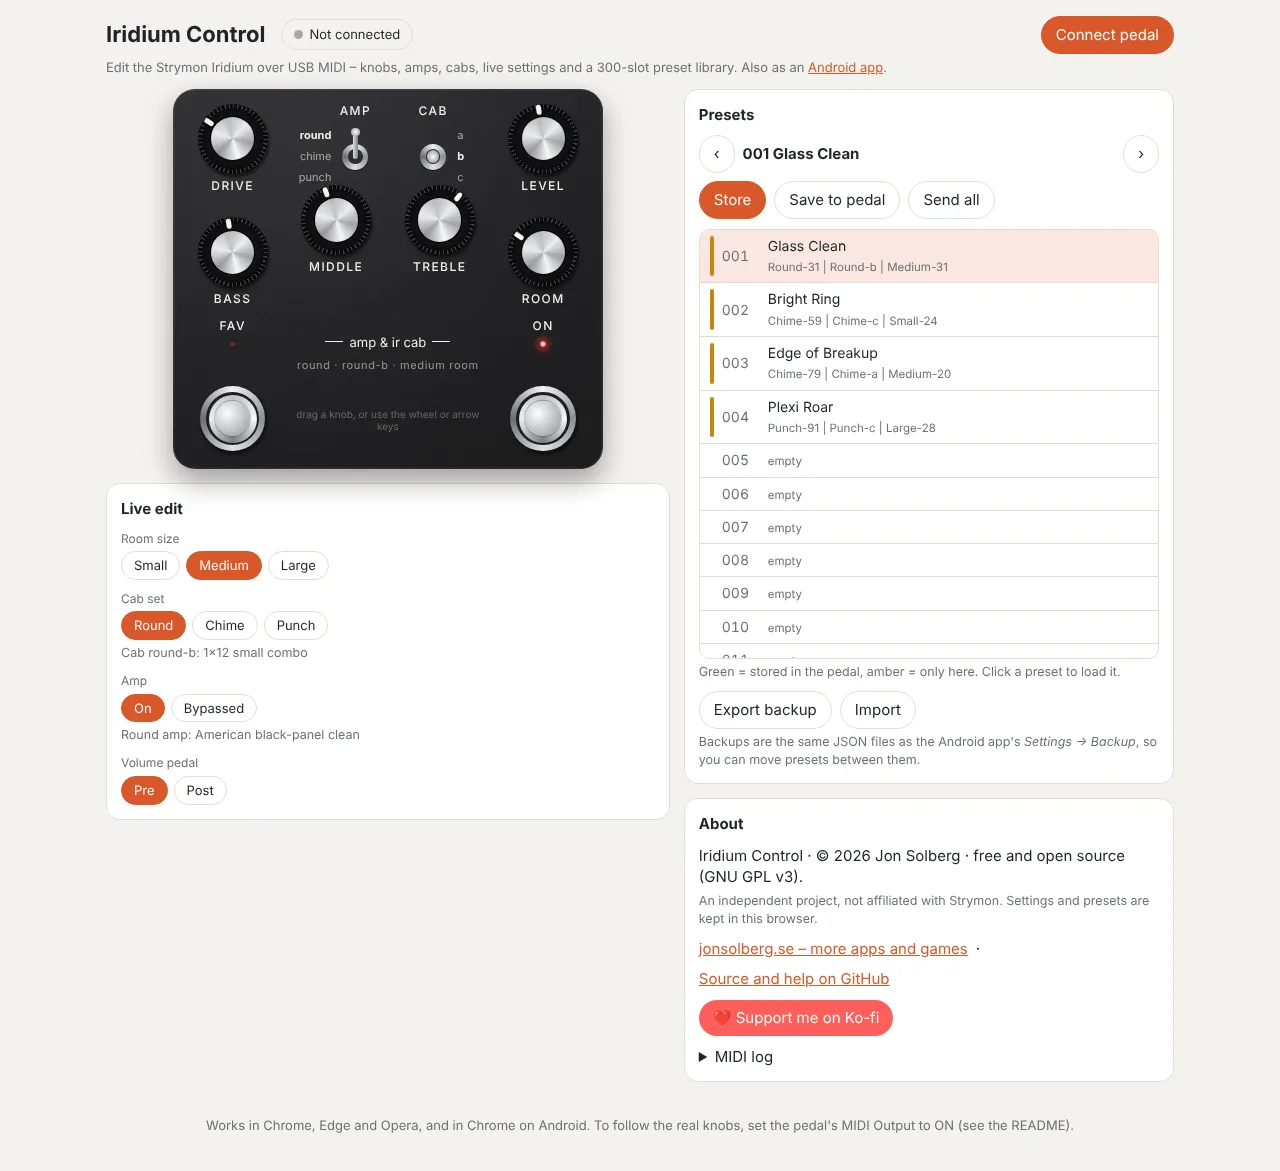 Iridium Control
Not connected
Connect pedal
Edit the Strymon Iridium over USB MIDI – knobs, amps, cabs, live settings and a 300-slot preset library. Also as an Android app.
AMP
CAB
round
chime
punch
a
b
c
DRIVE
LEVEL
MIDDLE
TREBLE
BASS
ROOM
FAV
ON
amp & ir cab
round · round-b · medium room
drag a knob, or use the wheel or arrow
keys
Live edit
Room size
Small
Medium
Large
Cab set
Round
Chime
Punch
Cab round-b: 1×12 small combo
Amp
On
Bypassed
Round amp: American black-panel clean
Volume pedal
Pre
Post
Presets
‹
001 Glass Clean
›
Store
Save to pedal
Send all
001
Glass Clean
Round-31 | Round-b | Medium-31
002
Bright Ring
Chime-59 | Chime-c | Small-24
003
Edge of Breakup
Chime-79 | Chime-a | Medium-20
004
Plexi Roar
Punch-91 | Punch-c | Large-28
005 empty
006 empty
007 empty
008 empty
009 empty
010 empty
011
Green = stored in the pedal, amber = only here. Click a preset to load it.
Export backup
Import
Backups are the same JSON files as the Android app's Settings → Backup, so
you can move presets between them.
About
Iridium Control · © 2026 Jon Solberg · free and open source
(GNU GPL v3).
An independent project, not affiliated with Strymon. Settings and presets are
kept in this browser.
jonsolberg.se – more apps and games ·
Source and help on GitHub
❤️ Support me on Ko-fi
▶ MIDI log
Works in Chrome, Edge and Opera, and in Chrome on Android. To follow the real knobs, set the pedal's MIDI Output to ON (see the README).